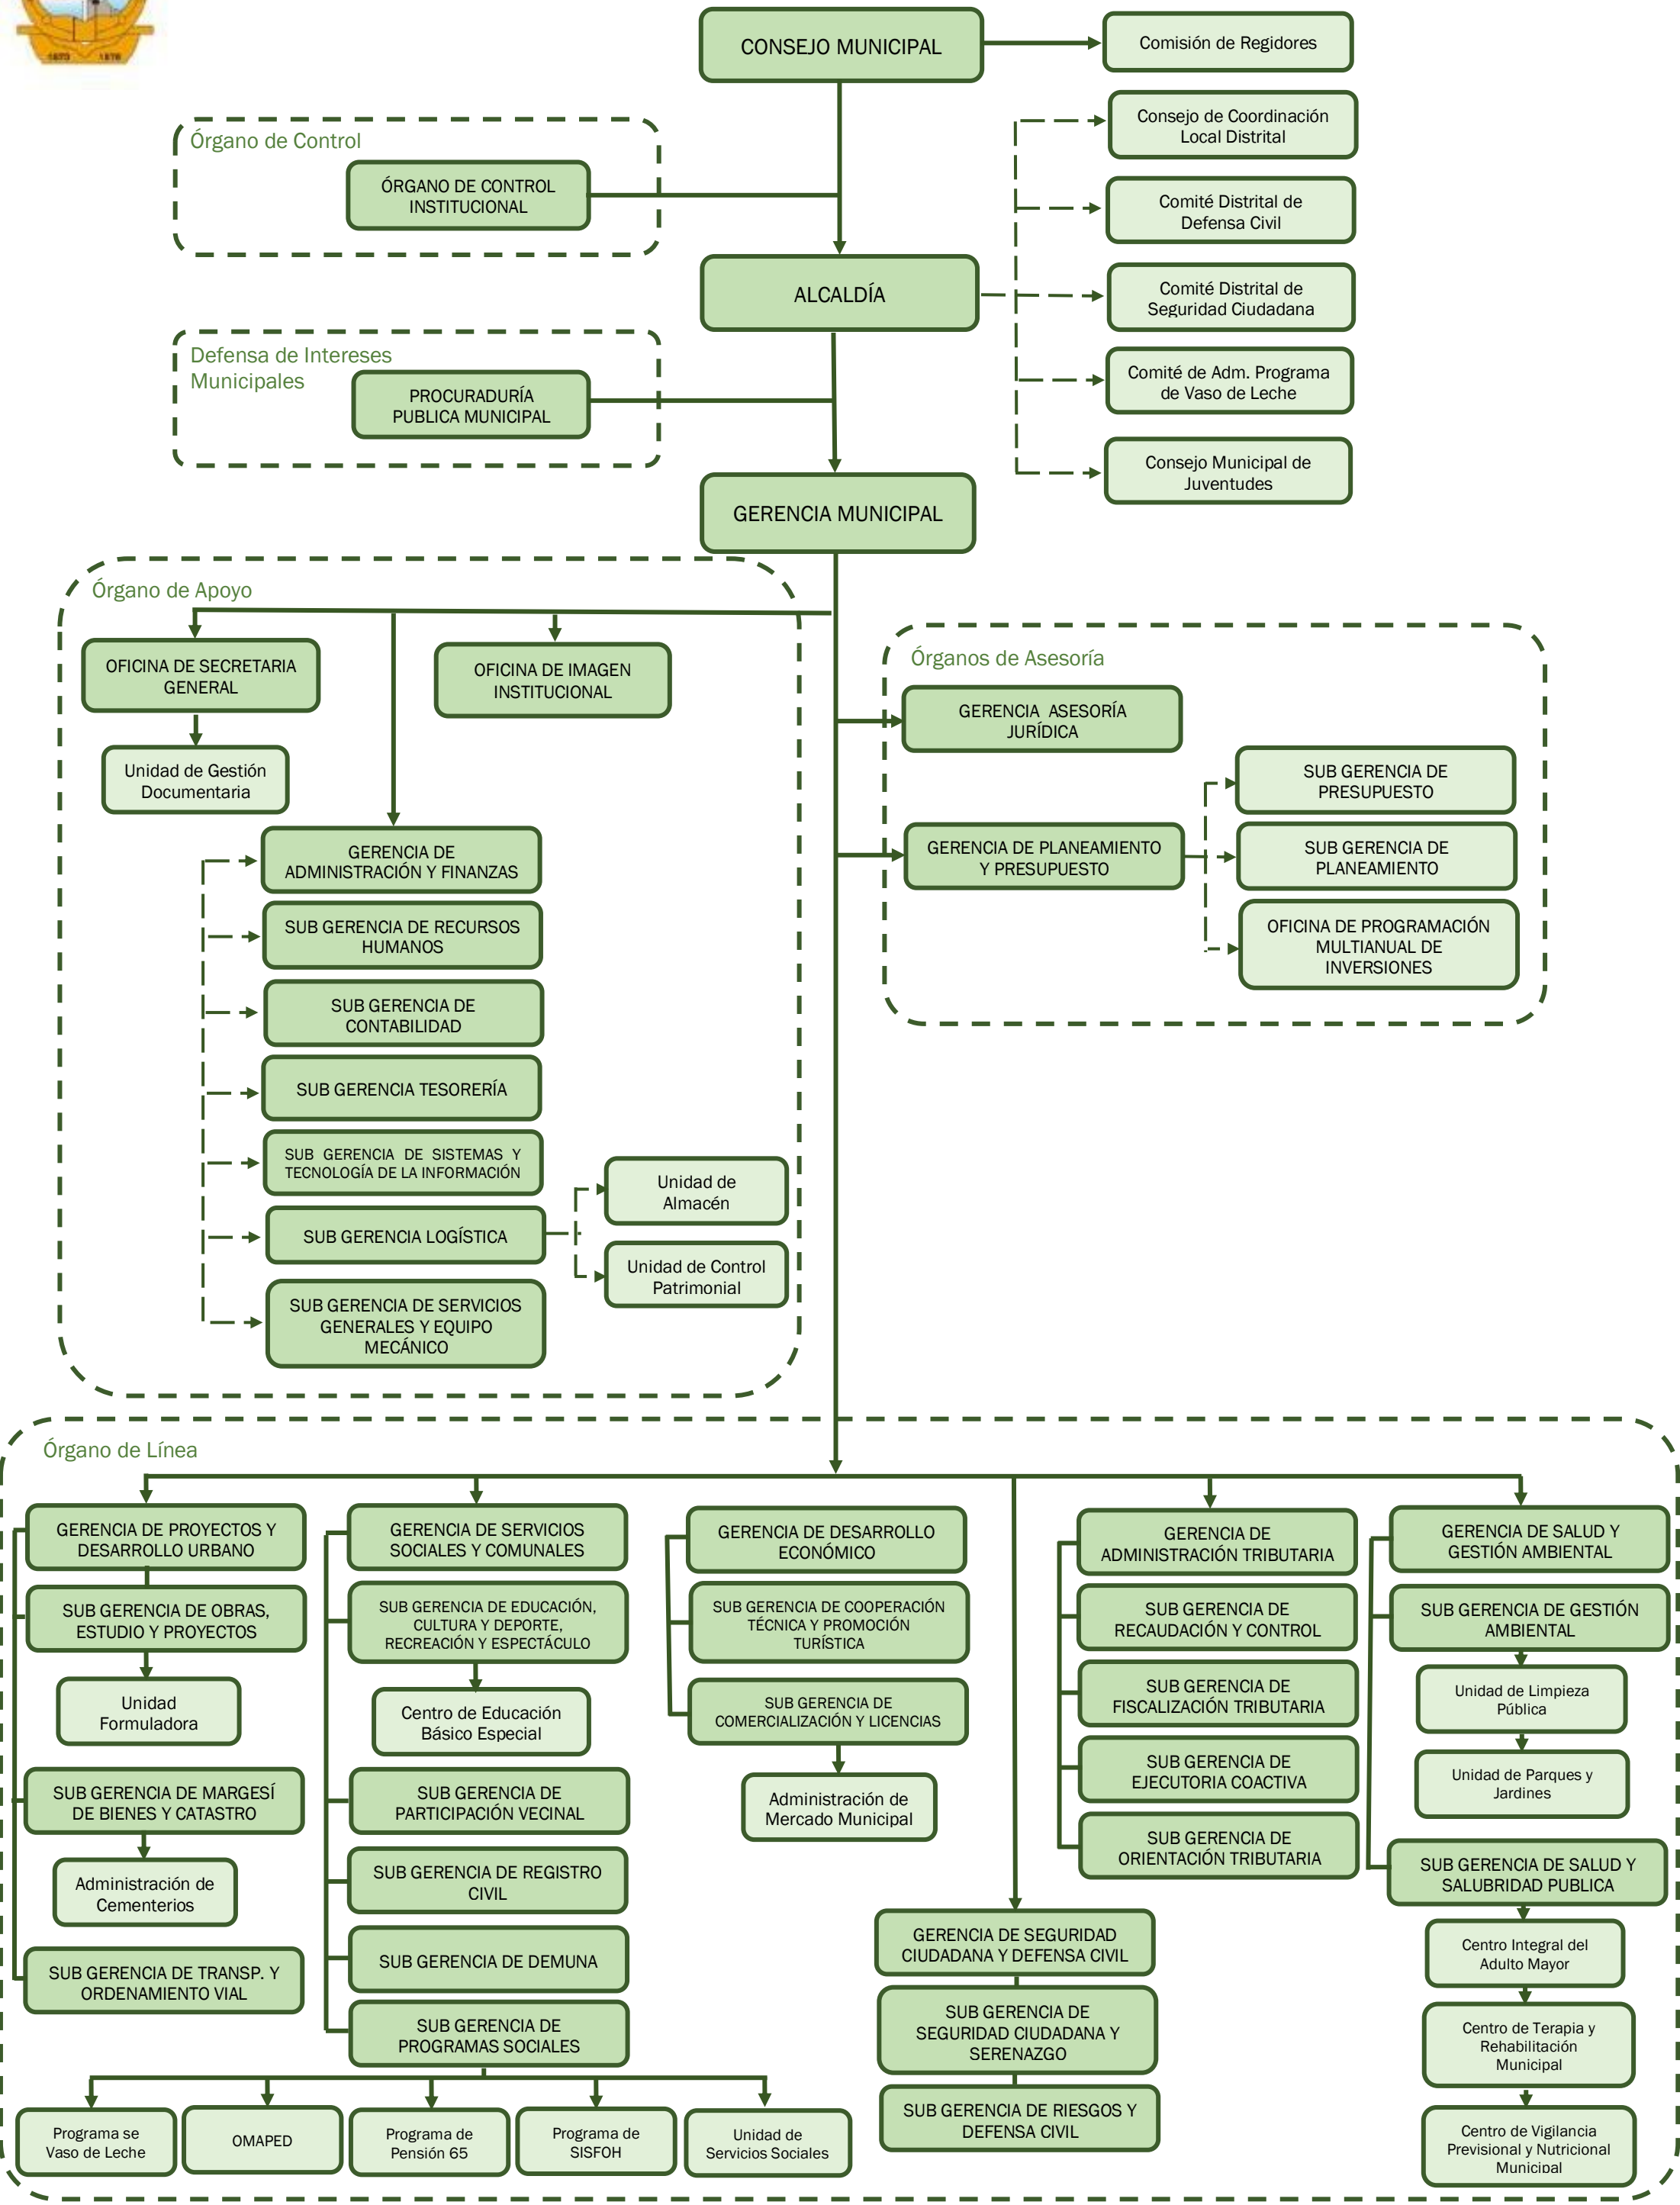 1873 1876
CONSEJO MUNICIPAL
Comisión de Regidores
Consejo de Coordinación
Local Distrital
Órgano de Control
ÓRGANO DE CONTROL
INSTITUCIONAL
Comité Distrital de
Defensa Civil
ALCALDÍA
Comité Distrital de
Seguridad Ciudadana
Defensa de Intereses
Municipales
PROCURADURÍA
PUBLICA MUNICIPAL
Comité de Adm. Programa
de Vaso de Leche
Consejo Municipal de
Juventudes
GERENCIA MUNICIPAL
Órgano de Apoyo
OFICINA DE SECRETARIA
GENERAL
OFICINA DE IMAGEN
INSTITUCIONAL
Unidad de Gestión
Documentaria
GERENCIA DE
ADMINISTRACIÓN Y FINANZAS
SUB GERENCIA DE RECURSOS
HUMANOS
SUB GERENCIA DE
CONTABILIDAD
SUB GERENCIA TESORERÍA
SUB GERENCIA DE SISTEMAS Y
TECNOLOGÍA DE LA INFORMACIÓN
SUB GERENCIA LOGÍSTICA
Unidad de
Almacén
Unidad de Control
Patrimonial
SUB GERENCIA DE SERVICIOS
GENERALES Y EQUIPO
MECÁNICO
Órganos de Asesoría
GERENCIA ASESORÍA
JURÍDICA
GERENCIA DE PLANEAMIENTO
Y PRESUPUESTO
SUB GERENCIA DE
PRESUPUESTO
SUB GERENCIA DE
PLANEAMIENTO
OFICINA DE PROGRAMACIÓN
MULTIANUAL DE
INVERSIONES
Órgano de Línea
GERENCIA DE PROYECTOS Y
DESARROLLO URBANO
SUB GERENCIA DE OBRAS,
ESTUDIO Y PROYECTOS
Unidad
Formuladora
SUB GERENCIA DE MARGESÍ
DE BIENES Y CATASTRO
Administración de
Cementerios
SUB GERENCIA DE TRANSP. Y
ORDENAMIENTO VIAL
GERENCIA DE SERVICIOS
SOCIALES Y COMUNALES
SUB GERENCIA DE EDUCACIÓN,
CULTURA Y DEPORTE,
RECREACIÓN Y ESPECTÁCULO
Centro de Educación
Básico Especial
SUB GERENCIA DE
PARTICIPACIÓN VECINAL
SUB GERENCIA DE REGISTRO
CIVIL
SUB GERENCIA DE DEMUNA
SUB GERENCIA DE
PROGRAMAS SOCIALES
Programa se
Vaso de Leche
OMAPED
Programa de
Pensión 65
Programa de
SISFOH
Unidad de
Servicios Sociales
GERENCIA DE DESARROLLO
ECONÓMICO
SUB GERENCIA DE COOPERACIÓN
TÉCNICA Y PROMOCIÓN
TURÍSTICA
SUB GERENCIA DE
COMERCIALIZACIÓN Y LICENCIAS
Administración de
Mercado Municipal
GERENCIA DE SEGURIDAD
CIUDADANA Y DEFENSA CIVIL
SUB GERENCIA DE
SEGURIDAD CIUDADANA Y
SERENAZGO
SUB GERENCIA DE RIESGOS Y
DEFENSA CIVIL
GERENCIA DE
ADMINISTRACIÓN TRIBUTARIA
SUB GERENCIA DE
RECAUDACIÓN Y CONTROL
SUB GERENCIA DE
FISCALIZACIÓN TRIBUTARIA
SUB GERENCIA DE
EJECUTORIA COACTIVA
SUB GERENCIA DE
ORIENTACIÓN TRIBUTARIA
GERENCIA DE SALUD Y
GESTIÓN AMBIENTAL
SUB GERENCIA DE GESTIÓN
AMBIENTAL
Unidad de Limpieza
Pública
Unidad de Parques y
Jardines
SUB GERENCIA DE SALUD Y
SALUBRIDAD PUBLICA
Centro Integral del
Adulto Mayor
Centro de Terapia y
Rehabilitación
Municipal
Centro de Vigilancia
Previsional y Nutricional
Municipal